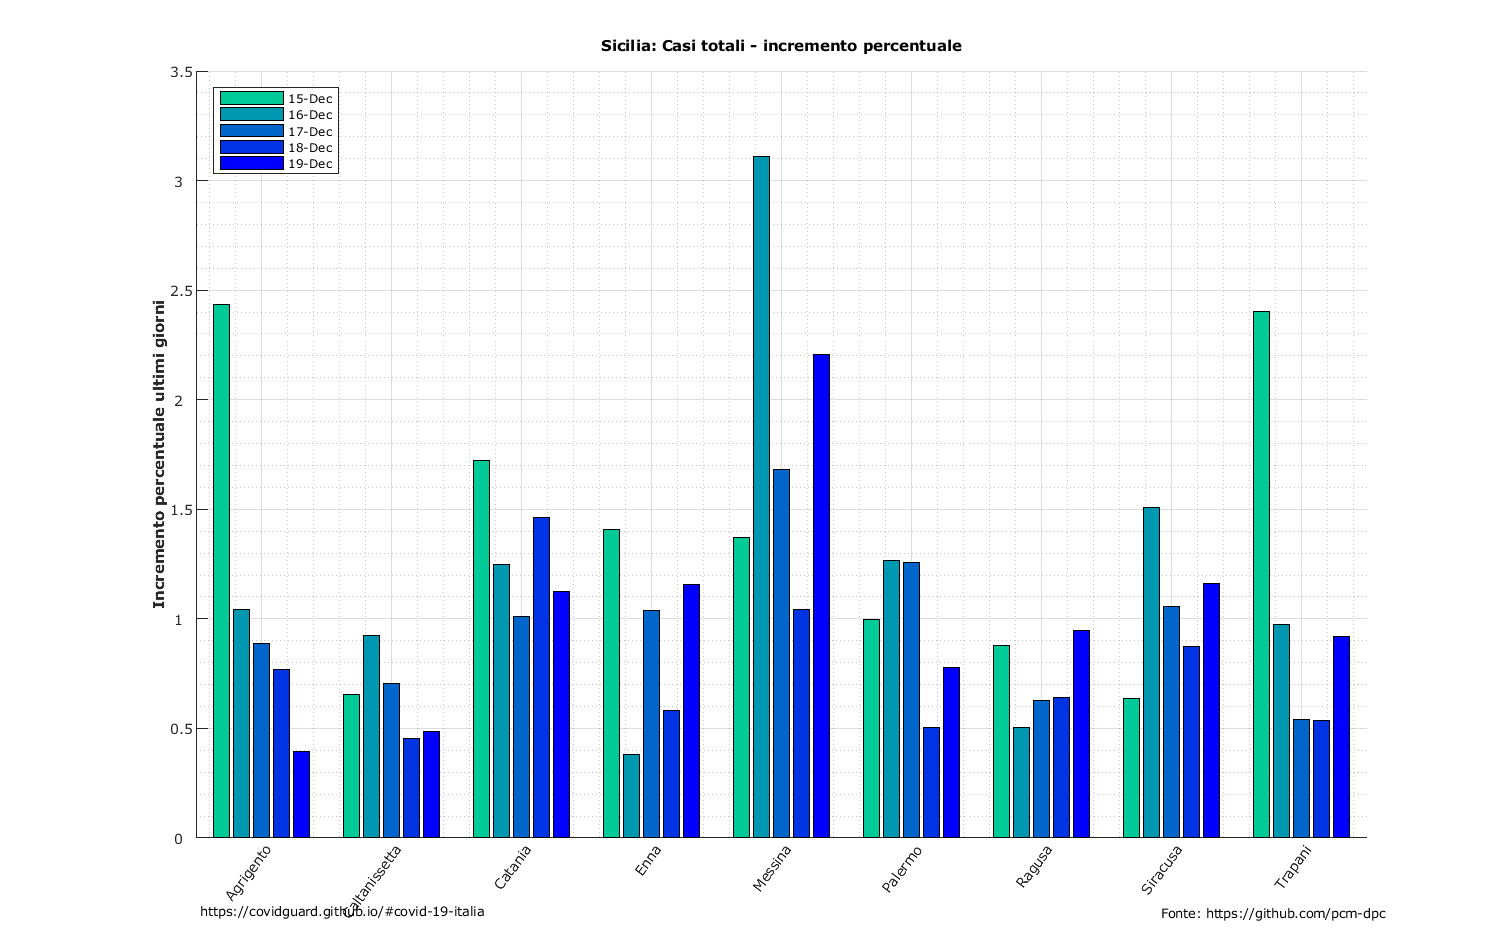 Sicilia: Casi totali - incremento percentuale
3.5
3
2.5
2
1.5
1
0.5
0
Incremento percentuale ultimi giorni
15-Dec
16-Dec
17-Dec
18-Dec
19-Dec
Agrigento
Caltanissetta
Catania
Enna
Messina
Palermo
Ragusa
Siracusa
Trapani
https://covidguard.github.io/#covid-19-italia
Fonte: https://github.com/pcm-dpc